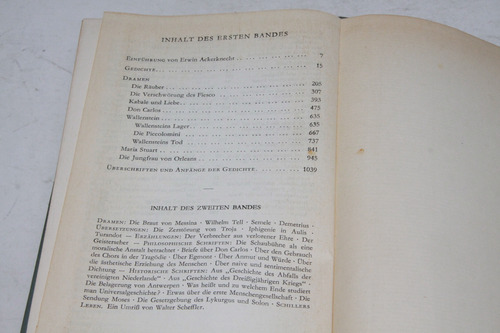 INHALT DES ERSTEN BANDES
EINFÜHRUNG von Erwin Ackerknecht . . . . . . . 7
GEDICHTE . . . . . . . 15
DRAMEN
Die Räuber . . . . . . . 205
Die Verschwörung des Fiesco . . . . . . . 307
Kabale und Liebe . . . . . . . 393
Don Carlos . . . . . . . 475
Wallenstein . . . . . . . 635
Wallensteins Lager . . . . . . . 635
Die Piccolomini . . . . . . . 667
Wallensteins Tod . . . . . . . 737
Maria Stuart . . . . . . . 841
Die Jungfrau von Orleans . . . . . . . 943
ÜBERSCHRIFTEN UND ANFÄNGE DER GEDICHTE . . . . 1039
INHALT DES ZWEITEN BANDES
DRAMEN: Die Braut von Messina · Wilhelm Tell · Semele · Demetrius ·
ÜBERSETZUNGEN: Die Zerstörung von Troja · Iphigenie in Aulis ·
Turandot — ERZÄHLUNGEN: Der Verbrecher aus verlorener Ehre · Der
Geisterseher — PHILOSOPHISCHE SCHRIFTEN: Die Schaubühne als eine
moralische Anstalt betrachtet · Briefe über Don Carlos · Über den Gebrauch
des Chors in der Tragödie · Über Egmont · Über Anmut und Würde · Über
die ästhetische Erziehung des Menschen · Über naive und sentimentalische
Dichtung — HISTORISCHE SCHRIFTEN: Aus „Geschichte des Abfalls der
vereinigten Niederlande“ · Aus „Geschichte des Dreißigjährigen Kriegs“ ·
Die Belagerung von Antwerpen · Was heißt und zu welchem Ende studiert
man Universalgeschichte? · Etwas über die erste Menschengesellschaft · Die
Sendung Moses · Die Gesetzgebung des Lykurgus und Solon · SCHILLERS
LEBEN. Ein Umriß von Walter Scheffler.